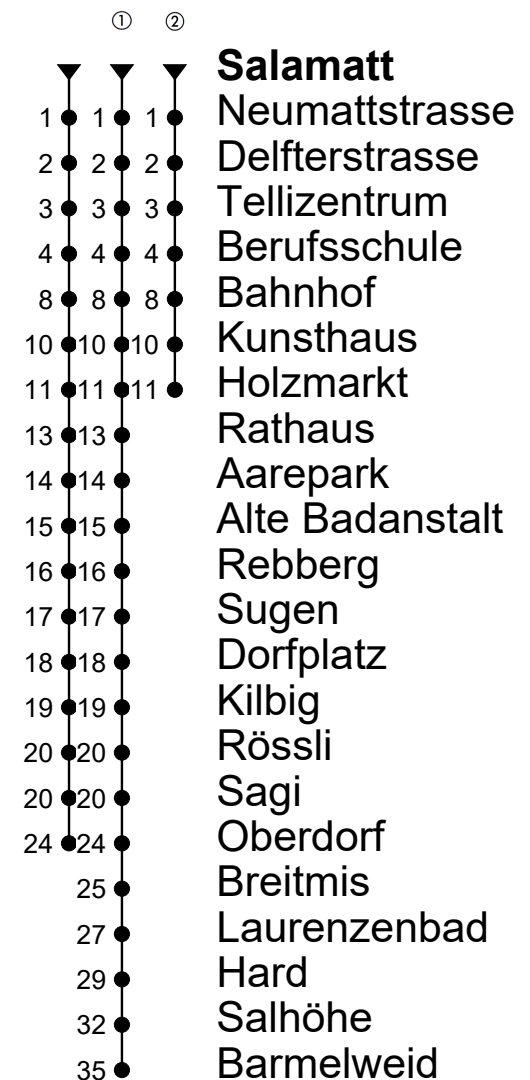 ① ②
Salamatt
1 1 1 Neumattstrasse
2 2 2 Delfterstrasse
3 3 3 Tellizentrum
4 4 4 Berufsschule
8 8 8 Bahnhof
10 10 10 Kunsthaus
11 11 11 Holzmarkt
13 13 Rathaus
14 14 Aarepark
15 15 Alte Badanstalt
16 16 Rebberg
17 17 Sugen
18 18 Dorfplatz
19 19 Kilbig
20 20 Rössli
20 20 Sagi
24 24 Oberdorf
25 Breitmis
27 Laurenzenbad
29 Hard
32 Salhöhe
35 Barmelweid